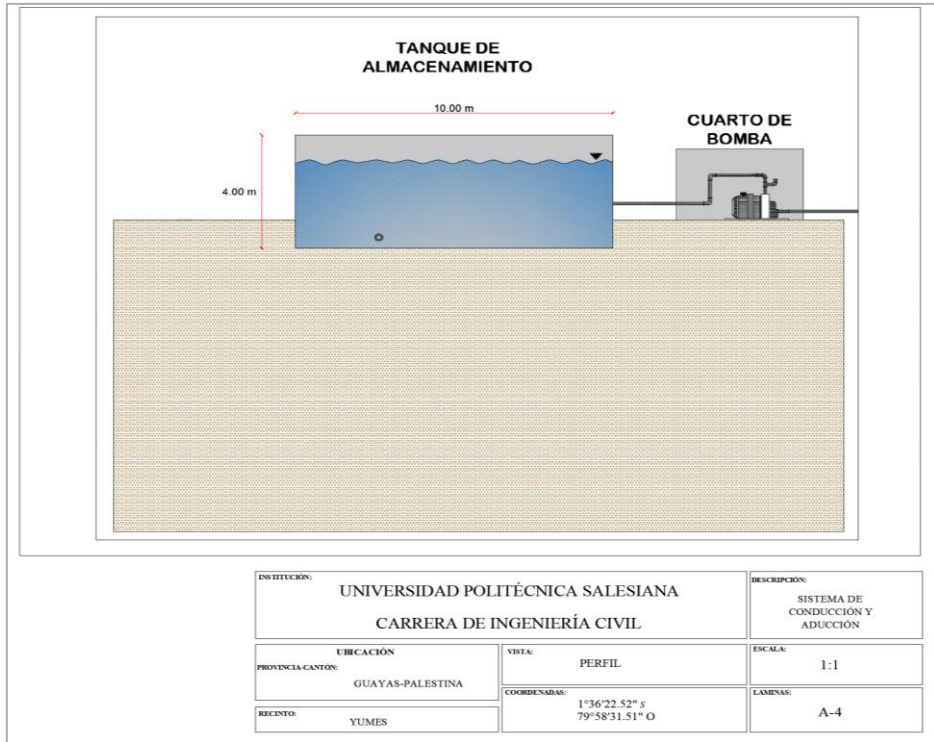 TANQUE DE
ALMACENAMIENTO
10.00 m
CUARTO DE
BOMBA
4.00 m
INSTITUCIÓN:
UNIVERSIDAD POLITÉCNICA SALESIANA
CARRERA DE INGENIERÍA CIVIL
DESCRIPCIÓN:
SISTEMA DE
CONDUCCIÓN Y
ADUCCIÓN
UBICACIÓN
PROVINCIA-CANTÓN:
GUAYAS-PALESTINA
VISTA:
PERFIL
ESCALA:
1:1
RECINTO:
YUMES
COORDENADAS:
1°36'22.52" s
79°58'31.51" O
LAMINAS:
A-4